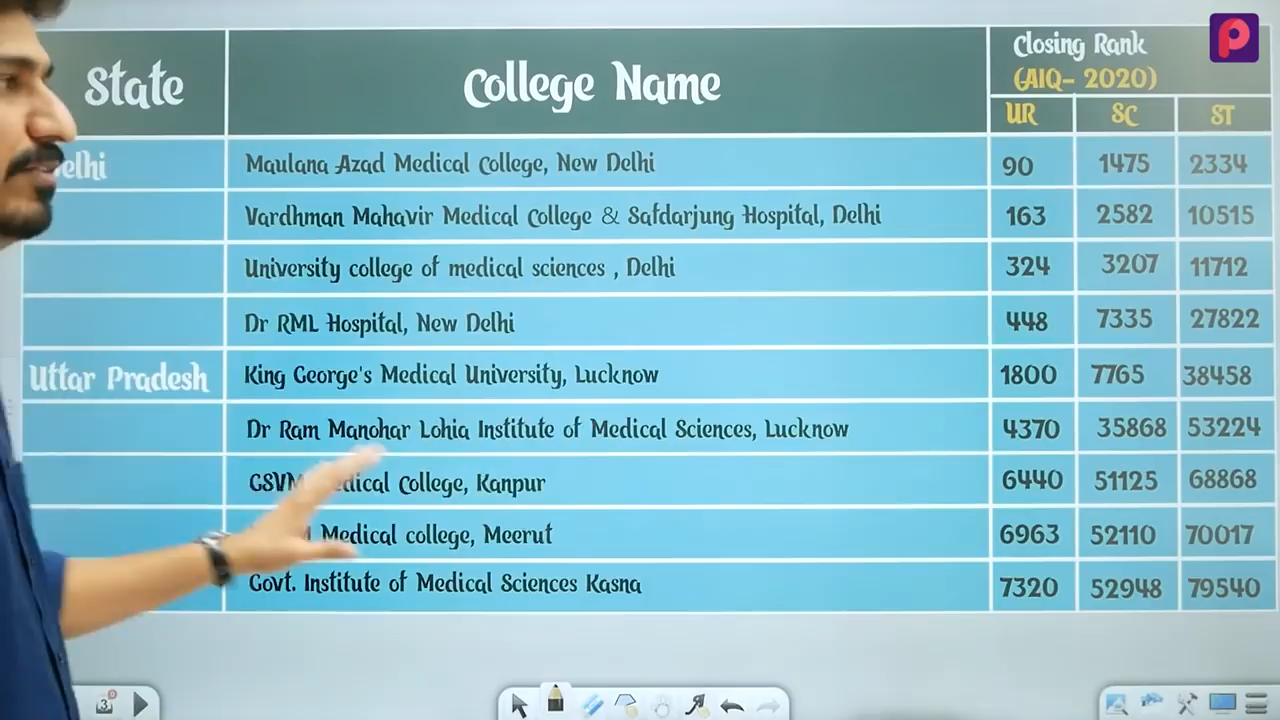 State College Name Closing Rank
(AIQ- 2020)
UR SC ST
elhi Maulana Azad Medical College, New Delhi 90 1475 2334
Vardhman Mahavir Medical College & Safdarjung Hospital, Delhi 163 2582 10515
University college of medical sciences , Delhi 324 3207 11712
Dr RML Hospital, New Delhi 448 7335 27822
Uttar Pradesh King George's Medical University, Lucknow 1800 7765 38458
Dr Ram Manohar Lohia Institute of Medical Sciences, Lucknow 4370 35868 53224
GSVM edical College, Kanpur 6440 51125 68868
Medical college, Meerut 6963 52110 70017
Govt. Institute of Medical Sciences Kasna 7320 52948 79540
3